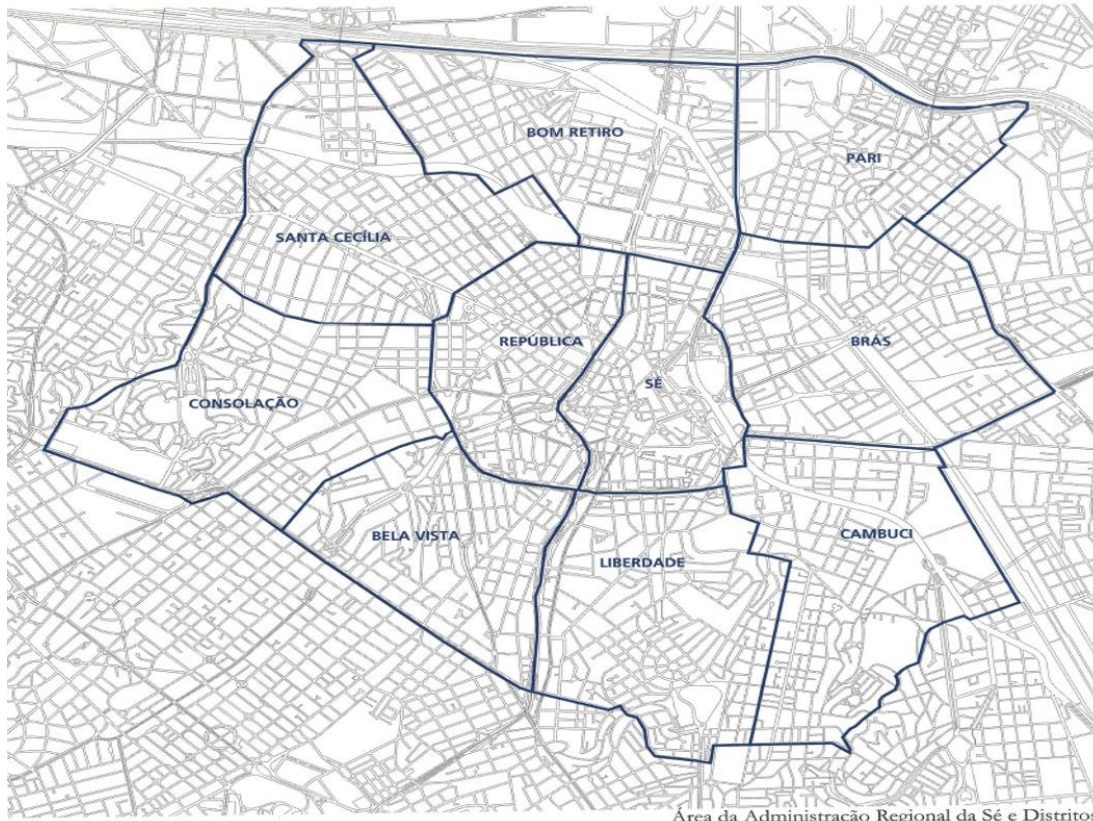 BOM RETIRO
PARI
SANTA CECÍLIA
REPÚBLICA
BRÁS
SÉ
CONSOLAÇÃO
BELA VISTA
LIBERDADE
CAMBUCI
Área da Administração Regional da Sé e Distritos